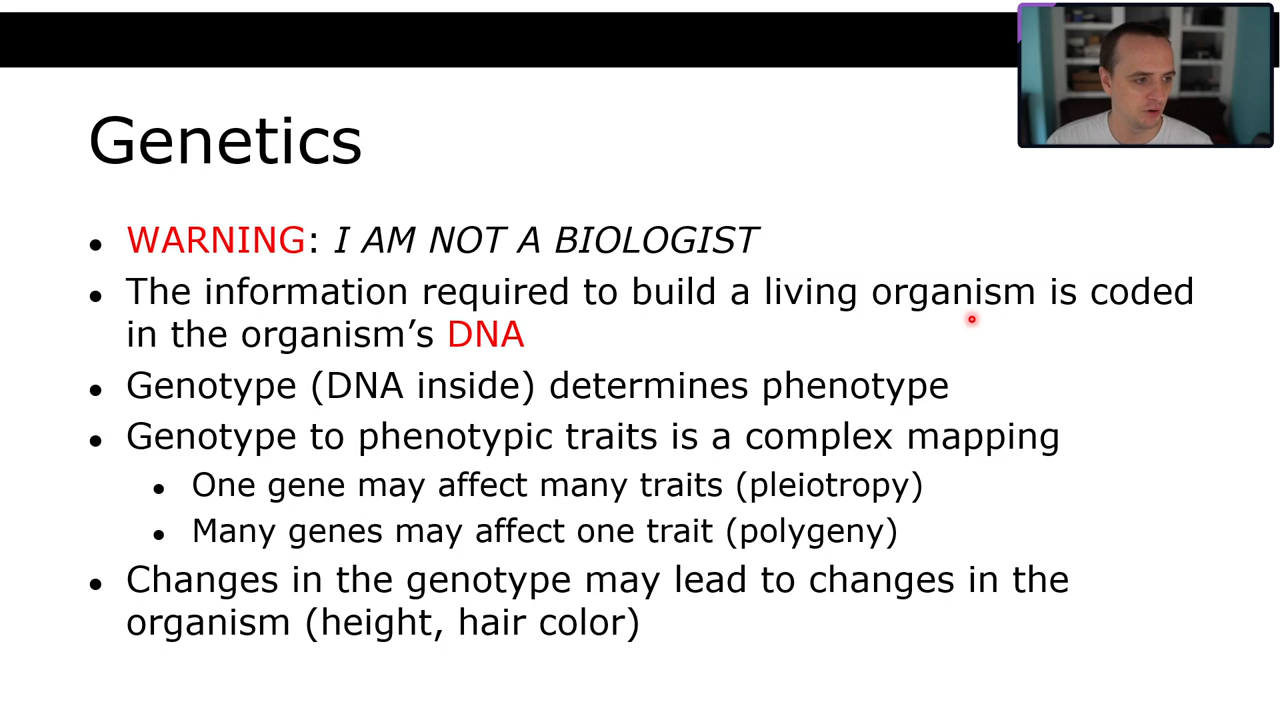 Genetics
• WARNING: I AM NOT A BIOLOGIST
• The information required to build a living organism is coded
in the organism’s DNA
• Genotype (DNA inside) determines phenotype
• Genotype to phenotypic traits is a complex mapping
• One gene may affect many traits (pleiotropy)
• Many genes may affect one trait (polygeny)
• Changes in the genotype may lead to changes in the
organism (height, hair color)